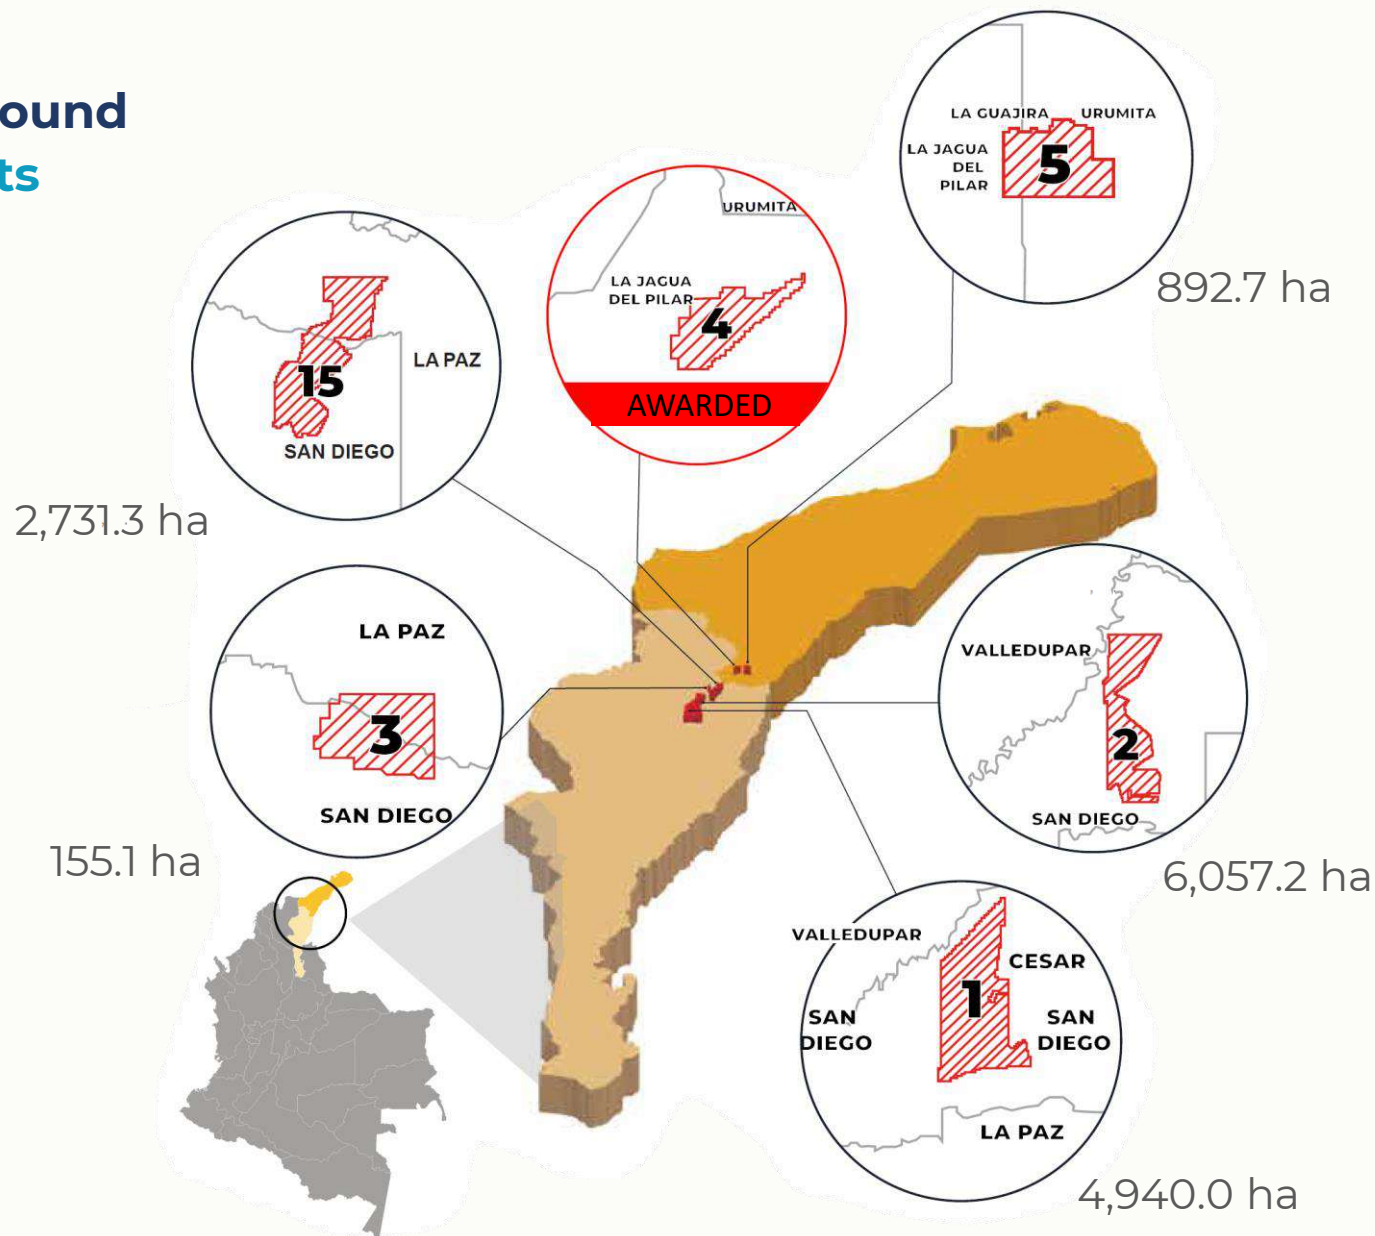 ound
ts
LA GUAJIRA URUMITA
LA JAGUA
DEL
PILAR
5
892.7 ha
URUMITA
LA JAGUA
DEL PILAR
4
AWARDED
LA PAZ
15
SAN DIEGO
2,731.3 ha
LA PAZ
3
SAN DIEGO
155.1 ha
VALLEDUPAR
2
SAN DIEGO
6,057.2 ha
VALLEDUPAR
CESAR
1
SAN
DIEGO
SAN
DIEGO
LA PAZ
4,940.0 ha